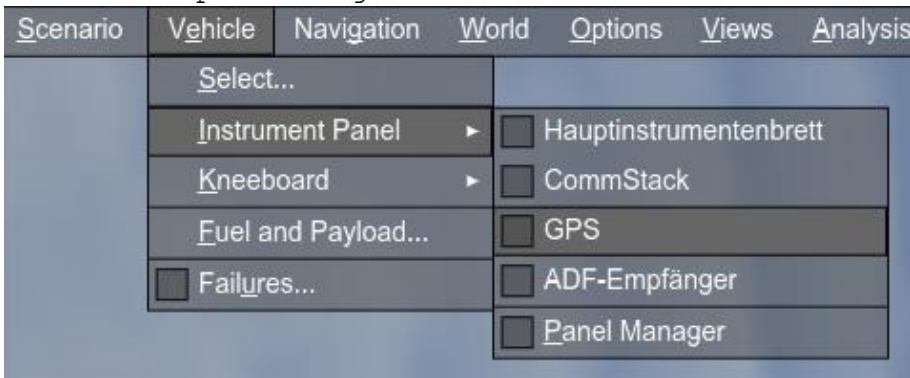 Scenario Vehicle Navigation World Options Views Analysis
Select...
Instrument Panel
Hauptinstrumentenbrett
Kneeboard
CommStack
Fuel and Payload...
GPS
Failures...
ADF-Empfänger
Panel Manager